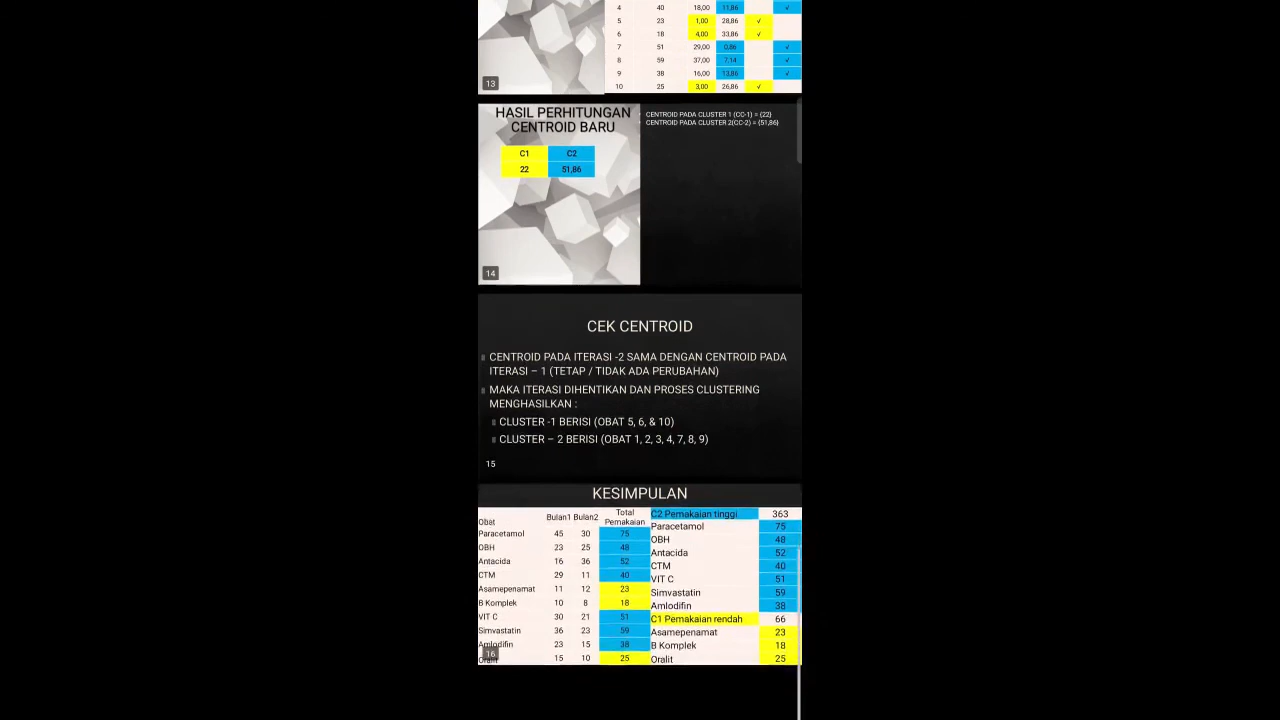 4 40 18,00 11,86 √
5 23 1,00 28,86 √
6 18 4,00 33,86 √
7 51 29,00 0,86 √
8 59 37,00 7,14 √
9 38 16,00 13,86 √
10 25 3,00 26,86 √
13
HASIL PERHITUNGAN
CENTROID BARU
C1 C2
22 51,86
CENTROID PADA CLUSTER 1 (CC-1) = {22}
CENTROID PADA CLUSTER 2(CC-2) = {51,86}
14
CEK CENTROID
CENTROID PADA ITERASI -2 SAMA DENGAN CENTROID PADA
ITERASI – 1 (TETAP / TIDAK ADA PERUBAHAN)
MAKA ITERASI DIHENTIKAN DAN PROSES CLUSTERING
MENGHASILKAN :
CLUSTER -1 BERISI (OBAT 5, 6, & 10)
CLUSTER – 2 BERISI (OBAT 1, 2, 3, 4, 7, 8, 9)
15
KESIMPULAN
Obat Bulan1 Bulan2 Total Pemakaian
Paracetamol 45 30 75
OBH 23 25 48
Antacida 16 36 52
CTM 29 11 40
Asamepenamat 11 12 23
B Komplek 10 8 18
VIT C 30 21 51
Simvastatin 36 23 59
Amlodifin 23 15 38
Oralit 15 10 25
C2 Pemakaian tinggi 363
Paracetamol 75
OBH 48
Antacida 52
CTM 40
VIT C 51
Simvastatin 59
Amlodifin 38
C1 Pemakaian rendah 66
Asamepenamat 23
B Komplek 18
Oralit 25
16